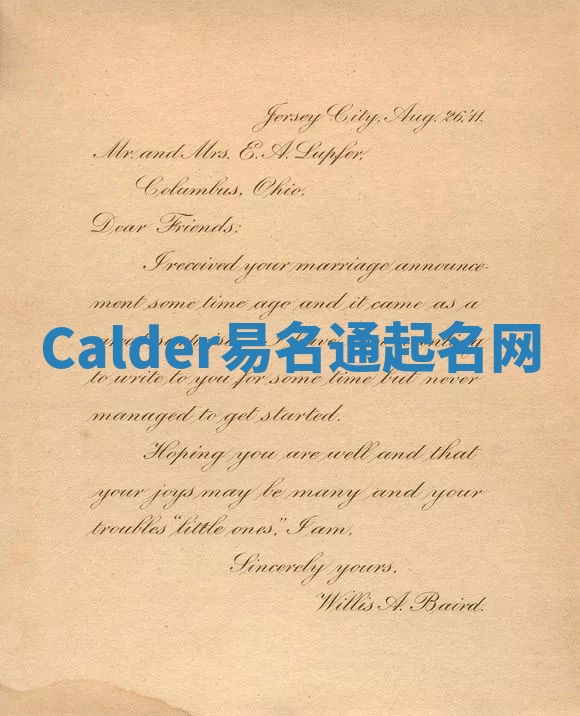 Jersey City, Aug. 26, '11.
Mr. and Mrs. E. A. Lupfer,
Columbus, Ohio.
Dear Friends:
I received your marriage announce-
ment some time ago and it came as a
Calder易名通起名网
to write to you for some time but never
managed to get started.
Hoping you are well and that
your joys may be many and your
troubles "little ones," I am,
Sincerely yours,
Willis A. Baird.